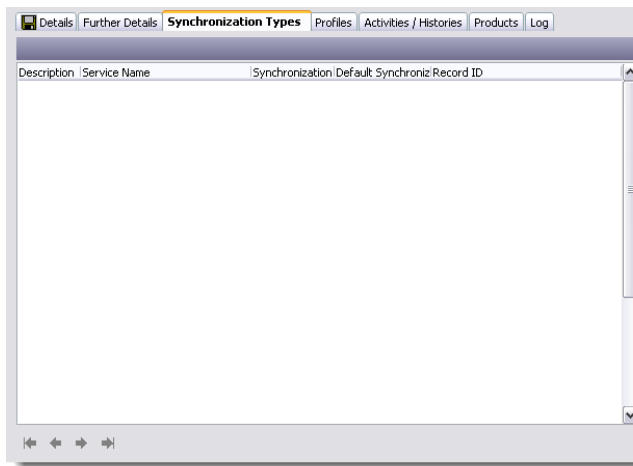 Details Further Details Synchronization Types Profiles Activities / Histories Products Log
Description Service Name Synchronization Default Synchroniz Record ID